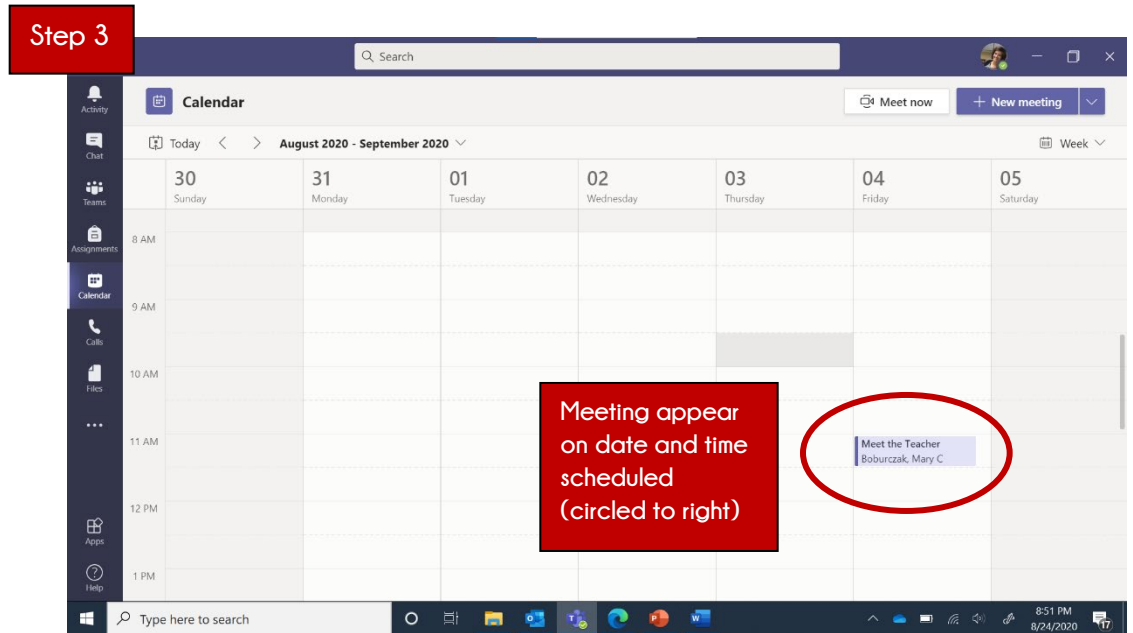 Step 3
Search
Activity
Calendar
Meet now
+ New meeting
Chat
Today < > August 2020 - September 2020
Week
Teams
30
Sunday
31
Monday
01
Tuesday
02
Wednesday
03
Thursday
04
Friday
05
Saturday
Assignments
8 AM
Calendar
9 AM
Calls
10 AM
Files
...
Meeting appear
on date and time
scheduled
(circled to right)
11 AM
Meet the Teacher
Boburczak, Mary C
12 PM
Apps
1 PM
Help
Type here to search
8:51 PM
8/24/2020
17